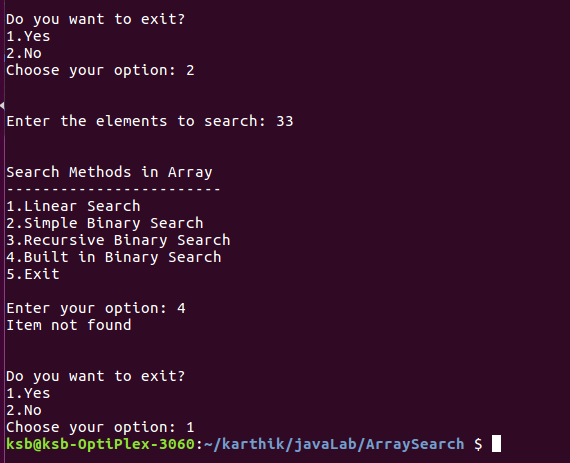 Do you want to exit?
1.Yes
2.No
Choose your option: 2
Enter the elements to search: 33
Search Methods in Array
------------------------
1.Linear Search
2.Simple Binary Search
3.Recursive Binary Search
4.Built in Binary Search
5.Exit
Enter your option: 4
Item not found
Do you want to exit?
1.Yes
2.No
Choose your option: 1
ksb@ksb-OptiPlex-3060:~/karthik/javaLab/ArraySearch $